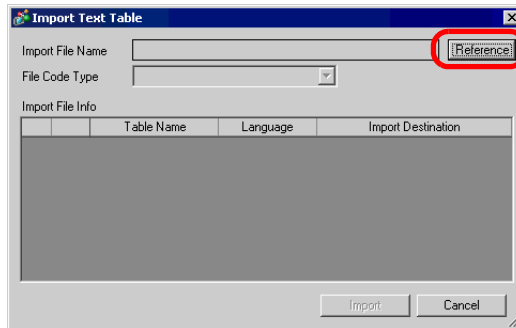 Import Text Table
Import File Name Reference
File Code Type
Import File Info
Table Name Language Import Destination
Import Cancel